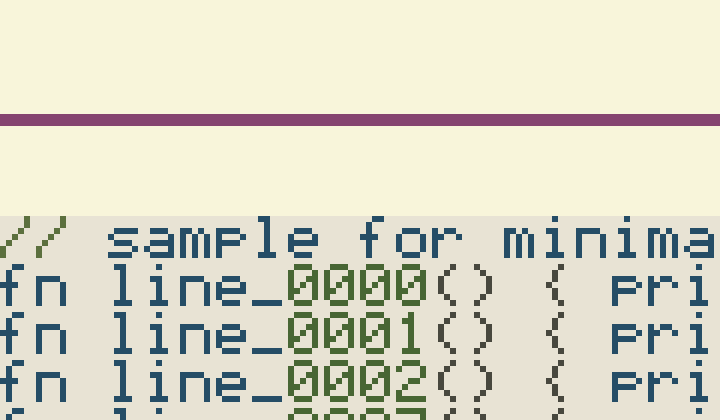 // sample for minima
fn line_0000() { pri
fn line_0001() { pri
fn line_0002() { pri